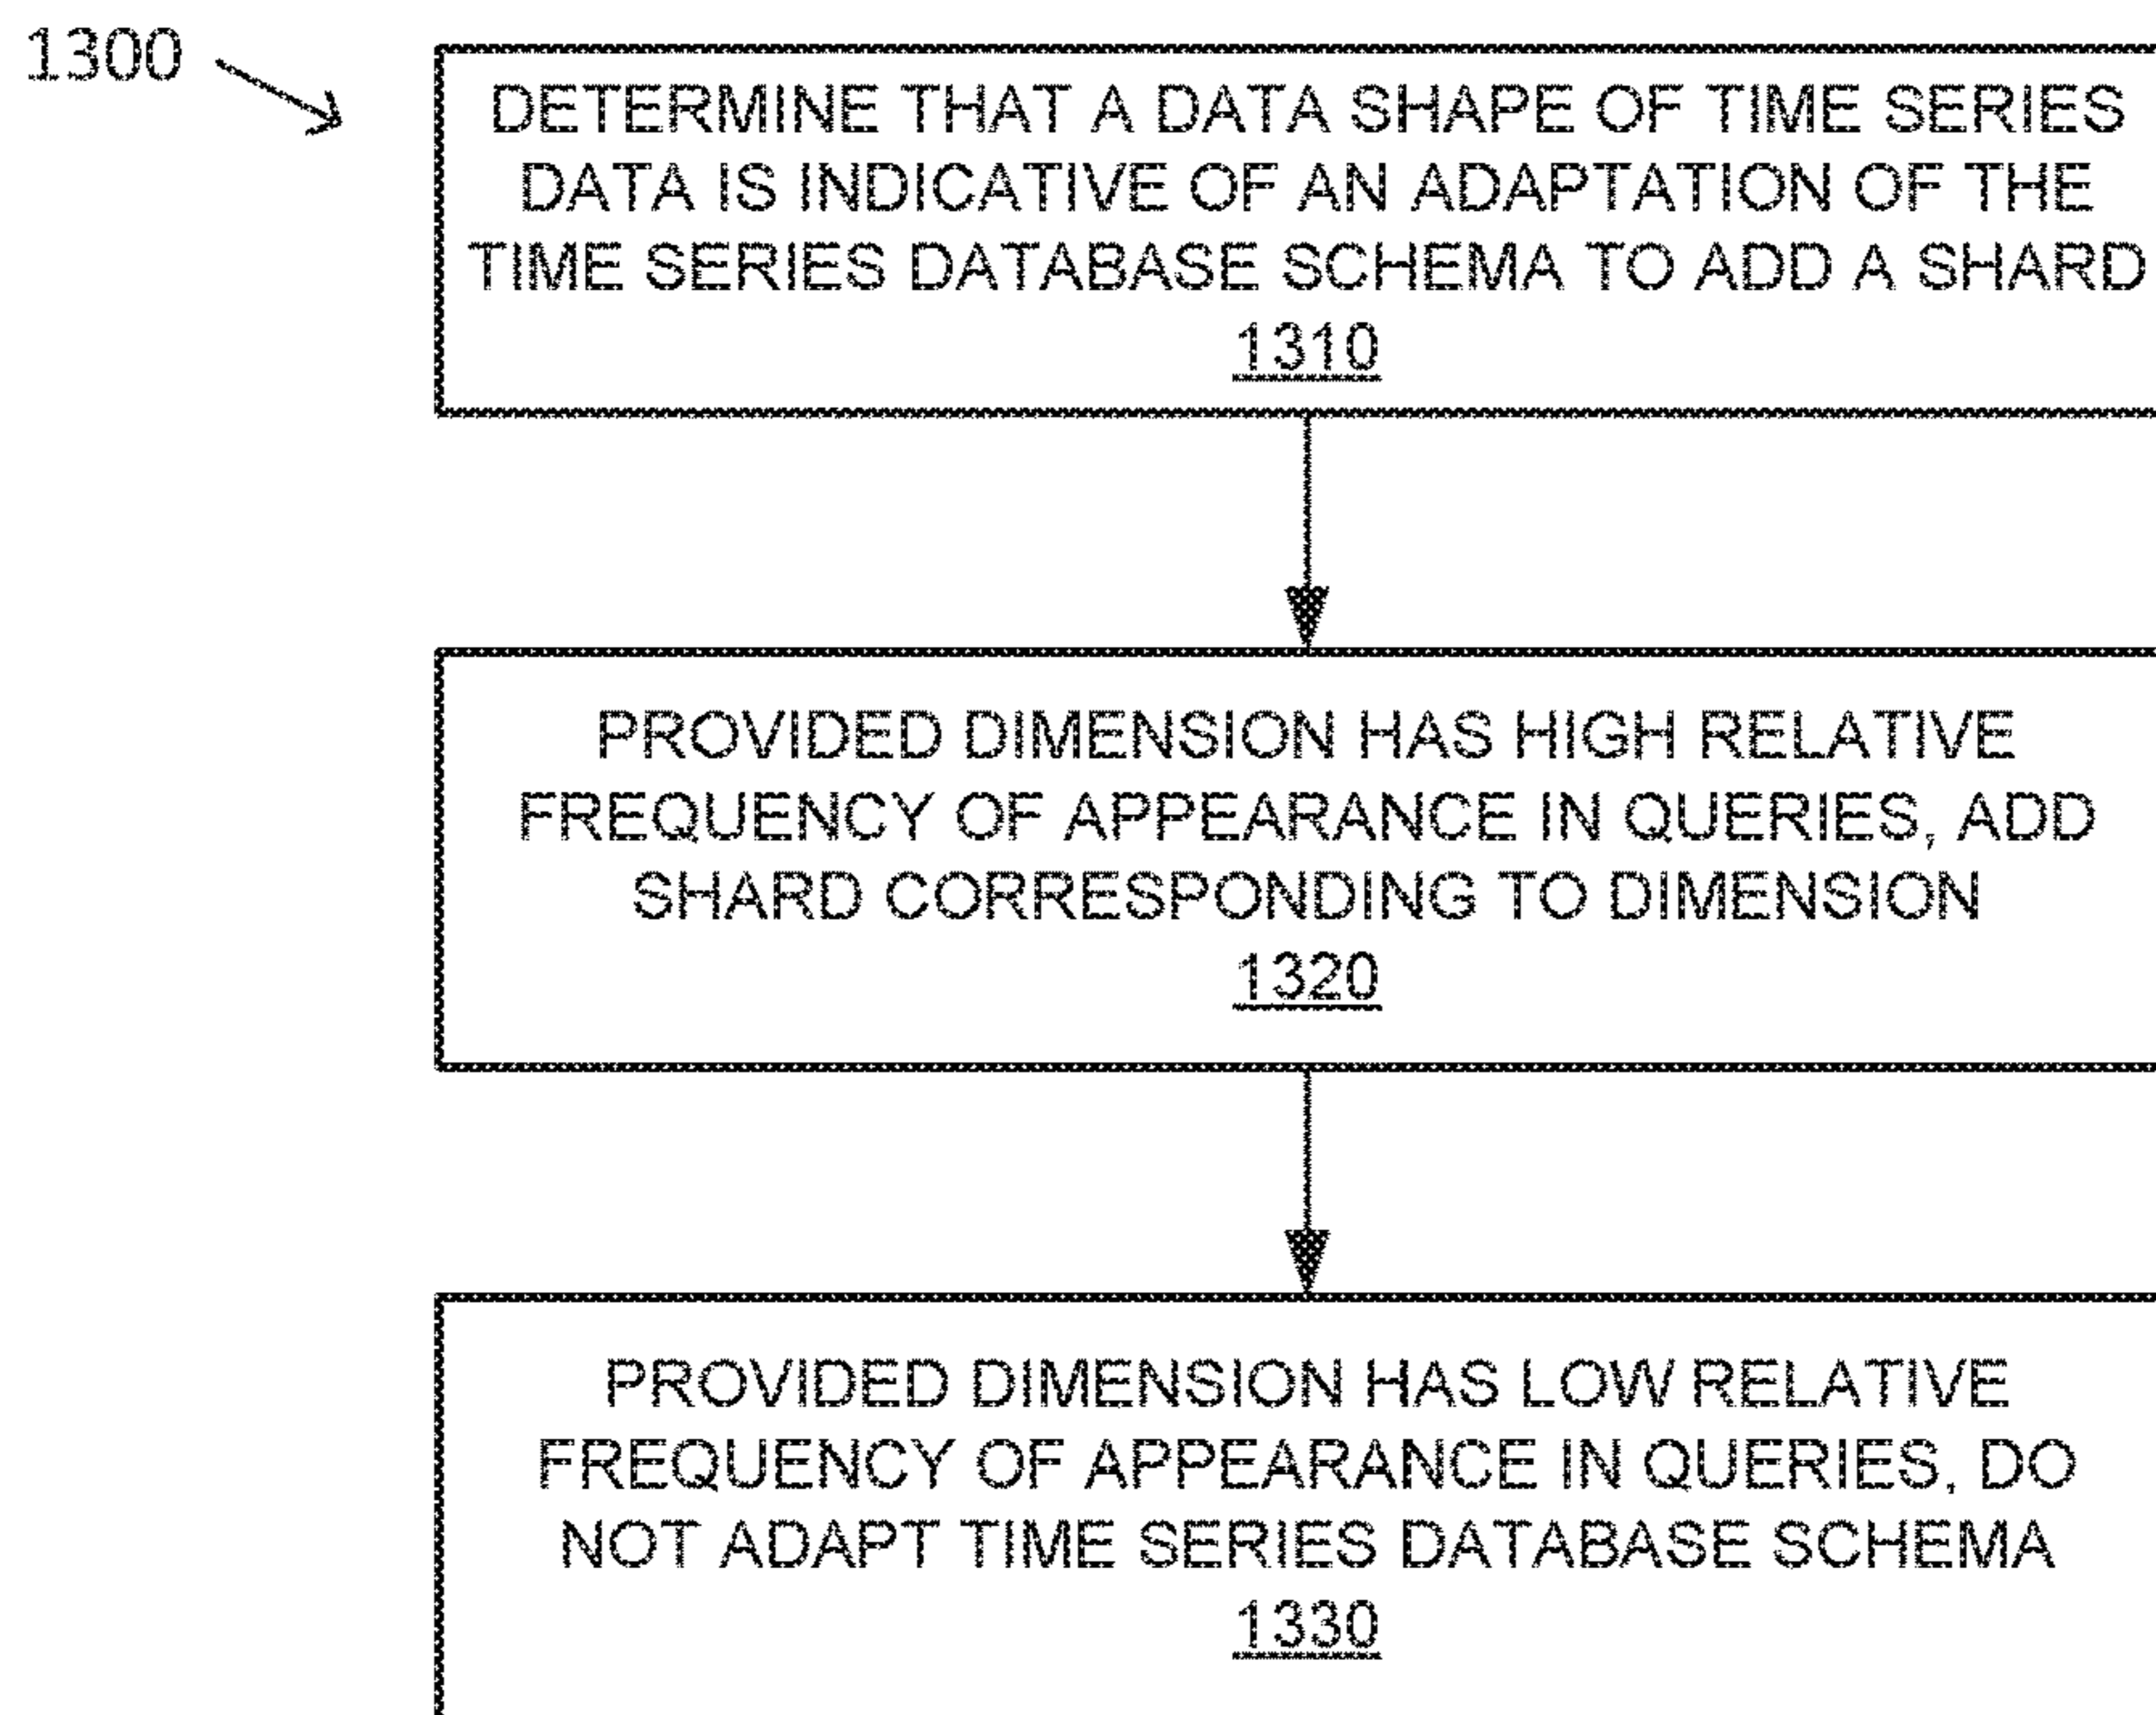 1300
DETERMINE THAT A DATA SHAPE OF TIME SERIES
DATA IS INDICATIVE OF AN ADAPTATION OF THE
TIME SERIES DATABASE SCHEMA TO ADD A SHARD
1310
PROVIDED DIMENSION HAS HIGH RELATIVE
FREQUENCY OF APPEARANCE IN QUERIES, ADD
SHARD CORRESPONDING TO DIMENSION
1320
PROVIDED DIMENSION HAS LOW RELATIVE
FREQUENCY OF APPEARANCE IN QUERIES, DO
NOT ADAPT TIME SERIES DATABASE SCHEMA
1330